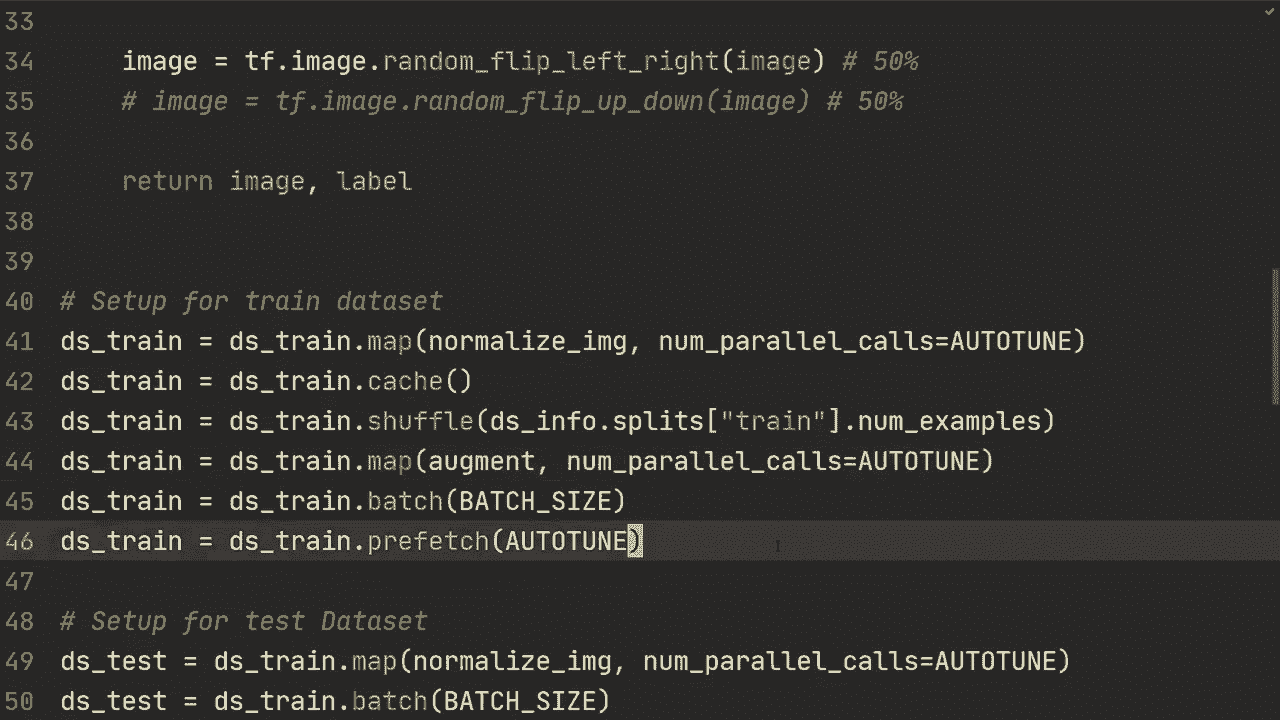 33
34 image = tf.image.random_flip_left_right(image) # 50%
35 # image = tf.image.random_flip_up_down(image) # 50%
36
37 return image, label
38
39
40 # Setup for train dataset
41 ds_train = ds_train.map(normalize_img, num_parallel_calls=AUTOTUNE)
42 ds_train = ds_train.cache()
43 ds_train = ds_train.shuffle(ds_info.splits["train"].num_examples)
44 ds_train = ds_train.map(augment, num_parallel_calls=AUTOTUNE)
45 ds_train = ds_train.batch(BATCH_SIZE)
46 ds_train = ds_train.prefetch(AUTOTUNE)
47
48 # Setup for test Dataset
49 ds_test = ds_train.map(normalize_img, num_parallel_calls=AUTOTUNE)
50 ds_test = ds_train.batch(BATCH_SIZE)